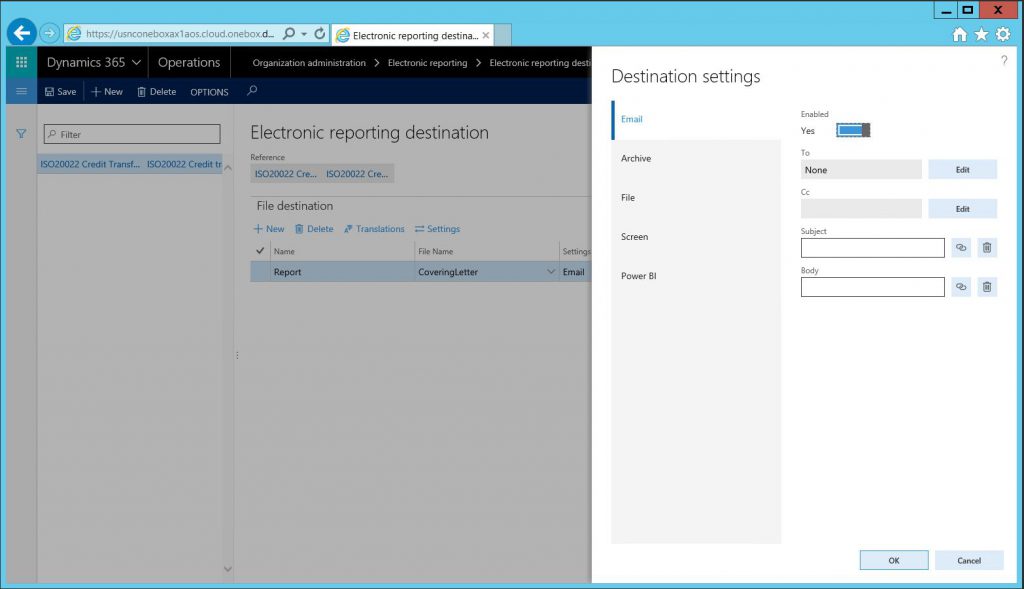 https://usnconeboxax1aos.cloud.onebox.d...
Electronic reporting destina...
Dynamics 365
Operations
Organization administration > Electronic reporting > Electronic reporting desti
Save
New
Delete
OPTIONS
Filter
ISO20022 Credit Transf... ISO20022 Credit tr
Electronic reporting destination
Reference
ISO20022 Cre... ISO20022 Cre...
File destination
New
Delete
Translations
Settings
Name File Name Settings
Report CoveringLetter Email
?
Destination settings
Email
Archive
File
Screen
Power BI
Enabled
Yes
To
None
Edit
Cc
Edit
Subject
Body
OK
Cancel